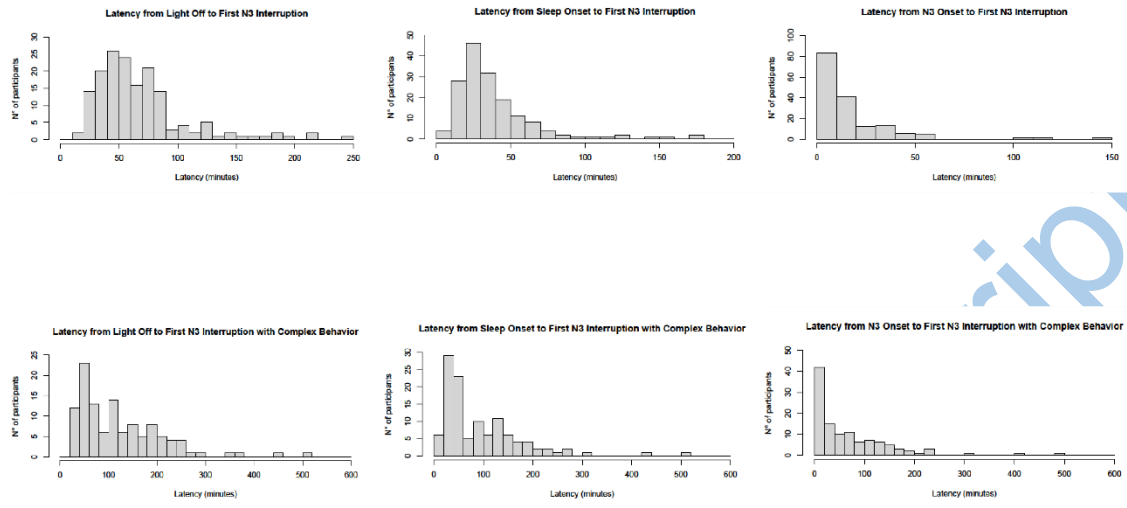 Latency from Light Off to First N3 Interruption
N° of participants
0 5 10 15 20 25 30
0 50 100 150 200 250
Latency (minutes)
Latency from Sleep Onset to First N3 Interruption
N° of participants
0 10 20 30 40 50
0 50 100 150 200
Latency (minutes)
Latency from N3 Onset to First N3 Interruption
N° of participants
0 20 40 60 80 100
0 50 100 150
Latency (minutes)
Latency from Light Off to First N3 Interruption with Complex Behavior
N° of participants
0 5 10 15 20 25
0 100 200 300 400 500 600
Latency (minutes)
Latency from Sleep Onset to First N3 Interruption with Complex Behavior
N° of participants
0 5 10 15 20 25 30
0 100 200 300 400 500 600
Latency (minutes)
Latency from N3 Onset to First N3 Interruption with Complex Behavior
N° of participants
0 10 20 30 40 50
0 100 200 300 400 500 600
Latency (minutes)